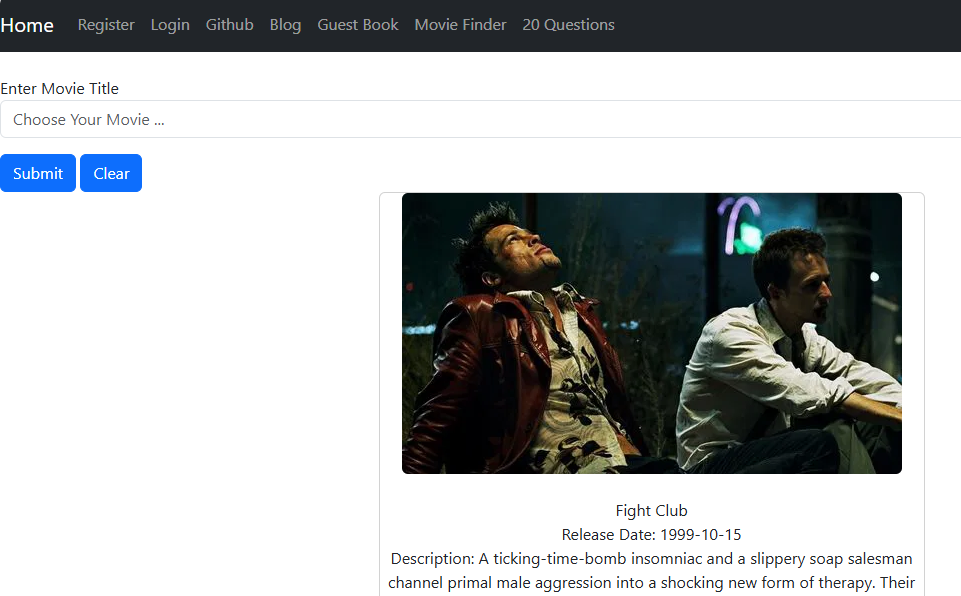 Home Register Login Github Blog Guest Book Movie Finder 20 Questions
Enter Movie Title
Choose Your Movie ...
Submit Clear
Fight Club
Release Date: 1999-10-15
Description: A ticking-time-bomb insomniac and a slippery soap salesman
channel primal male aggression into a shocking new form of therapy. Their